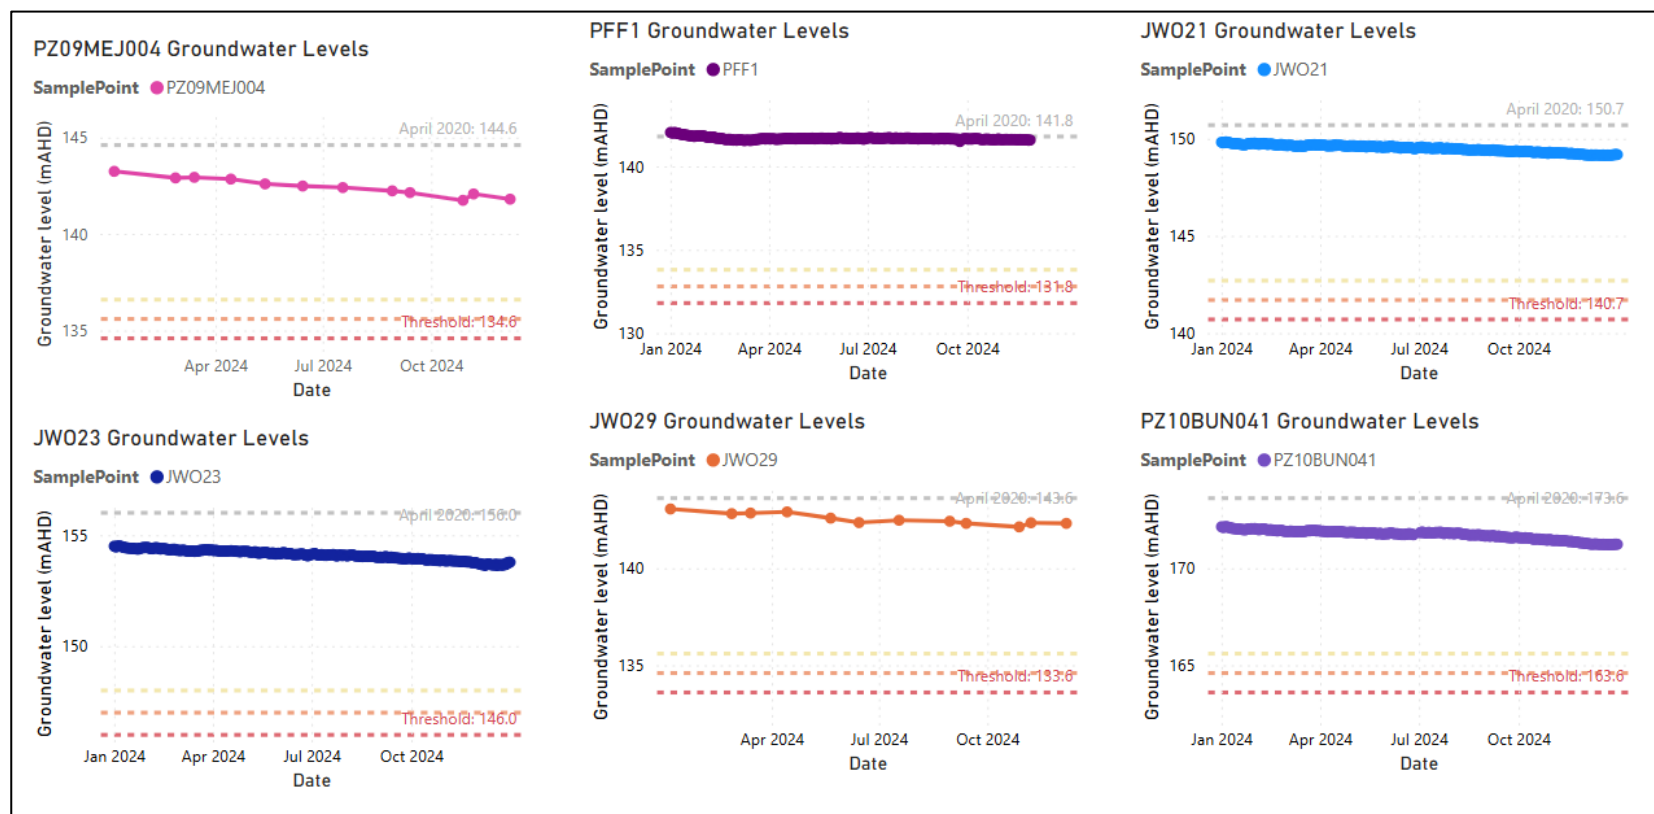 PZ09MEJ004 Groundwater Levels
SamplePoint PZ09MEJ004
Groundwater level (mAHD)
145
140
135
April 2020: 144.6
Threshold: 134.6
Apr 2024 Jul 2024 Oct 2024
Date
PFF1 Groundwater Levels
SamplePoint PFF1
Groundwater level (mAHD)
140
135
130
April 2020: 141.8
Threshold: 131.8
Jan 2024 Apr 2024 Jul 2024 Oct 2024
Date
JWO21 Groundwater Levels
SamplePoint JWO21
Groundwater level (mAHD)
150
145
140
April 2020: 150.7
Threshold: 140.7
Jan 2024 Apr 2024 Jul 2024 Oct 2024
Date
JWO23 Groundwater Levels
SamplePoint JWO23
Groundwater level (mAHD)
155
150
April 2020: 156.0
Threshold: 146.0
Jan 2024 Apr 2024 Jul 2024 Oct 2024
Date
JWO29 Groundwater Levels
SamplePoint JWO29
Groundwater level (mAHD)
140
135
April 2020: 143.6
Threshold: 133.6
Apr 2024 Jul 2024 Oct 2024
Date
PZ10BUN041 Groundwater Levels
SamplePoint PZ10BUN041
Groundwater level (mAHD)
170
165
April 2020: 173.6
Threshold: 163.6
Jan 2024 Apr 2024 Jul 2024 Oct 2024
Date